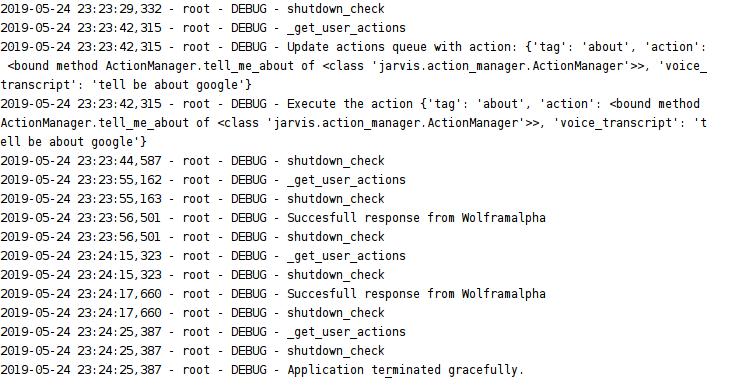 2019-05-24 23:23:29,332 - root - DEBUG - shutdown_check
2019-05-24 23:23:42,315 - root - DEBUG - _get_user_actions
2019-05-24 23:23:42,315 - root - DEBUG - Update actions queue with action: {'tag': 'about', 'action':
<bound method ActionManager.tell_me_about of <class 'jarvis.action_manager.ActionManager'>>, 'voice_
transcript': 'tell be about google'}
2019-05-24 23:23:42,315 - root - DEBUG - Execute the action {'tag': 'about', 'action': <bound method
ActionManager.tell_me_about of <class 'jarvis.action_manager.ActionManager'>>, 'voice_transcript': 't
ell be about google'}
2019-05-24 23:23:44,587 - root - DEBUG - shutdown_check
2019-05-24 23:23:55,162 - root - DEBUG - _get_user_actions
2019-05-24 23:23:55,163 - root - DEBUG - shutdown_check
2019-05-24 23:23:56,501 - root - DEBUG - Succesfull response from Wolframalpha
2019-05-24 23:23:56,501 - root - DEBUG - shutdown_check
2019-05-24 23:24:15,323 - root - DEBUG - _get_user_actions
2019-05-24 23:24:15,323 - root - DEBUG - shutdown_check
2019-05-24 23:24:17,660 - root - DEBUG - Succesfull response from Wolframalpha
2019-05-24 23:24:17,660 - root - DEBUG - shutdown_check
2019-05-24 23:24:25,387 - root - DEBUG - _get_user_actions
2019-05-24 23:24:25,387 - root - DEBUG - shutdown_check
2019-05-24 23:24:25,387 - root - DEBUG - Application terminated gracefully.